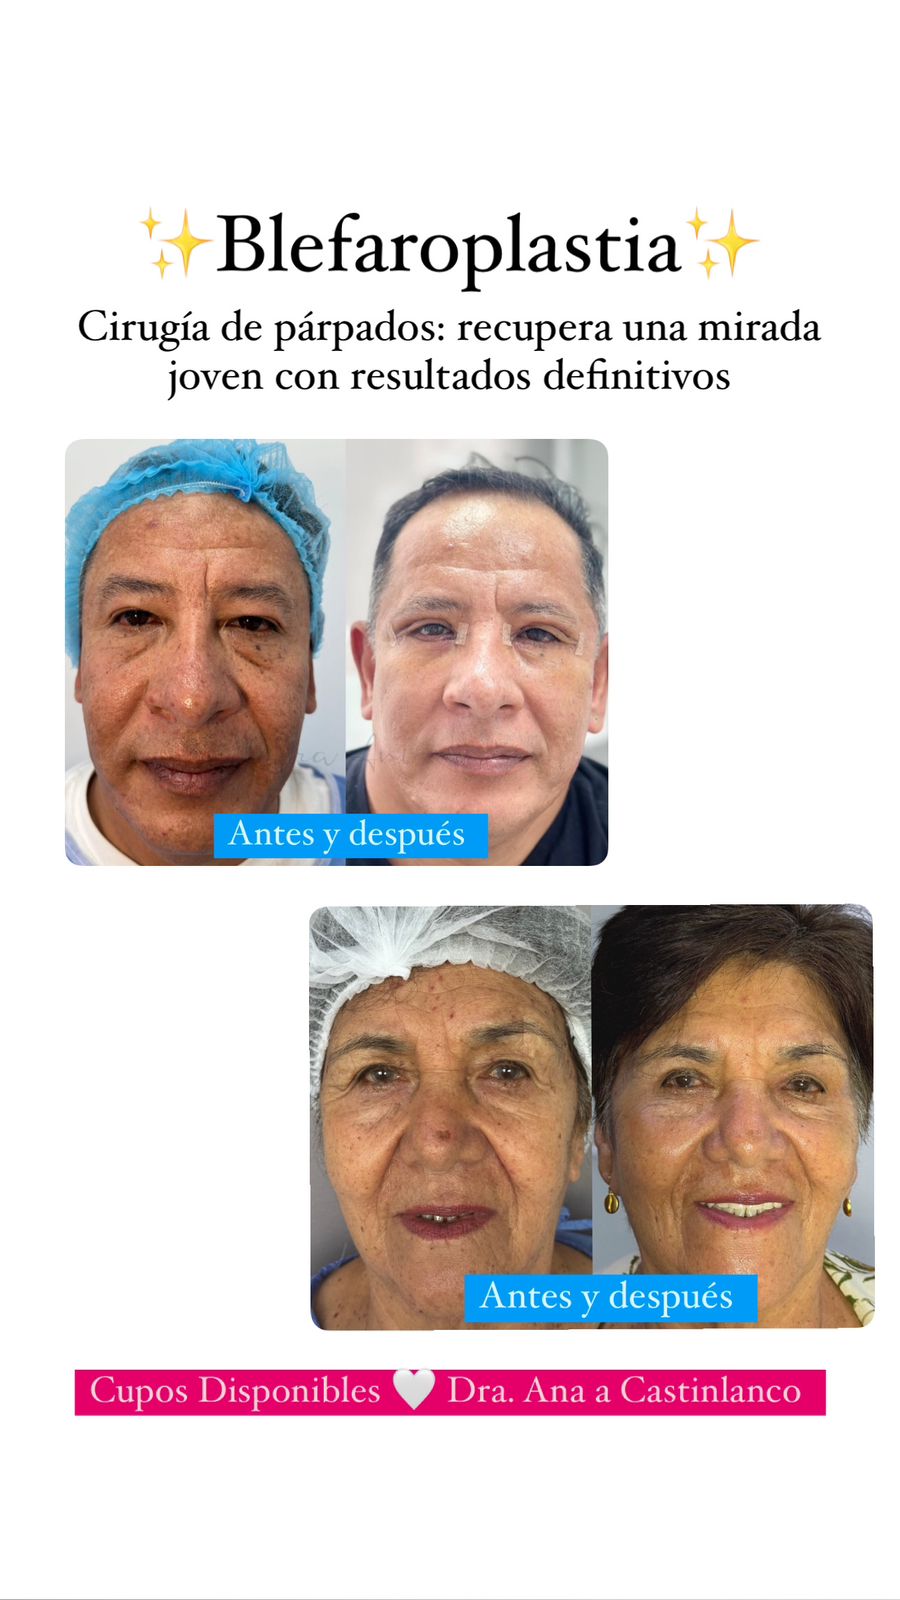 ✨Blefaroplastia✨
Cirugía de párpados: recupera una mirada
joven con resultados definitivos
Antes y después
Antes y después
Cupos Disponibles 🤍 Dra. Ana a Castinlanco